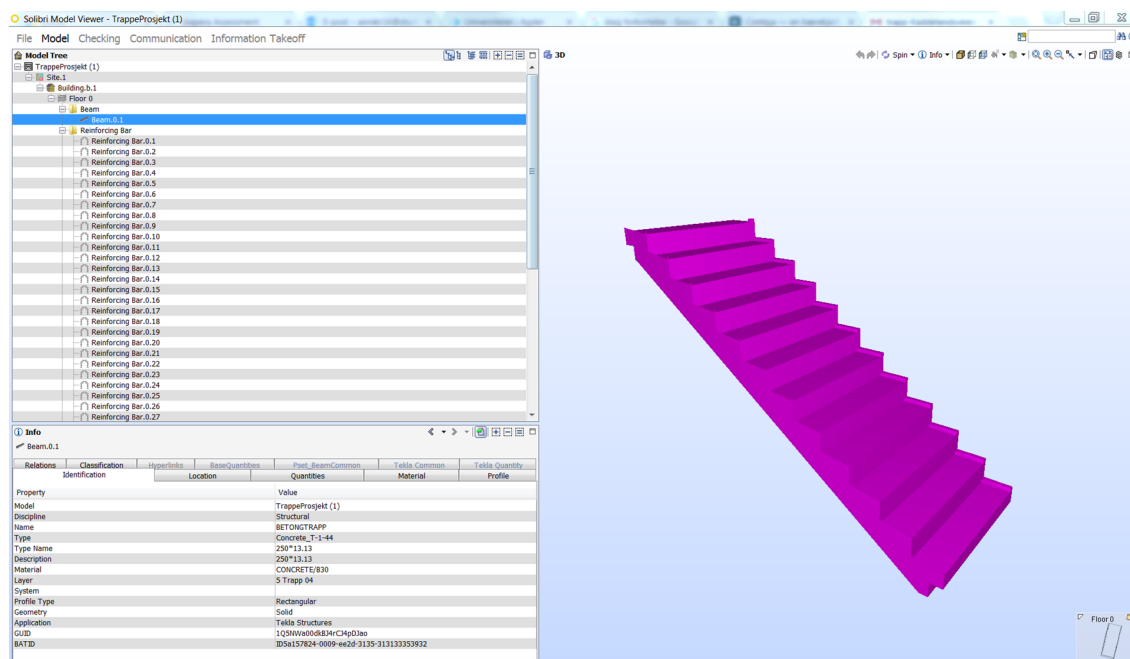 Solibri Model Viewer - TrappeProsjekt (1)
File Model Checking Communication Information Takeoff
Model Tree
3D
Spin Info
TrappeProsjekt (1)
Site.1
Building.b.1
Floor 0
Beam
Beam.0.1
Reinforcing Bar
Reinforcing Bar.0.1
Reinforcing Bar.0.2
Reinforcing Bar.0.3
Reinforcing Bar.0.4
Reinforcing Bar.0.5
Reinforcing Bar.0.6
Reinforcing Bar.0.7
Reinforcing Bar.0.8
Reinforcing Bar.0.9
Reinforcing Bar.0.10
Reinforcing Bar.0.11
Reinforcing Bar.0.12
Reinforcing Bar.0.13
Reinforcing Bar.0.14
Reinforcing Bar.0.15
Reinforcing Bar.0.16
Reinforcing Bar.0.17
Reinforcing Bar.0.18
Reinforcing Bar.0.19
Reinforcing Bar.0.20
Reinforcing Bar.0.21
Reinforcing Bar.0.22
Reinforcing Bar.0.23
Reinforcing Bar.0.24
Reinforcing Bar.0.25
Reinforcing Bar.0.26
Reinforcing Bar.0.27
Info
Beam.0.1
Relations Classification Hyperlinks BaseQuantities Pset_BeamCommon Tekla Common Tekla Quantity
Identification Location Quantities Material Profile
Property Value
Model TrappeProsjekt (1)
Discipline Structural
Name BETONGTRAPP
Type Concrete_T-1-44
Type Name 250*13.13
Description 250*13.13
Material CONCRETE/B30
Layer 5 Trapp 04
System
Profile Type Rectangular
Geometry Solid
Application Tekla Structures
GUID 1Q5NWa00dkBJ4rCJ4pDJao
BATID ID5a157824-0009-ee2d-3135-313133353932
Floor 0